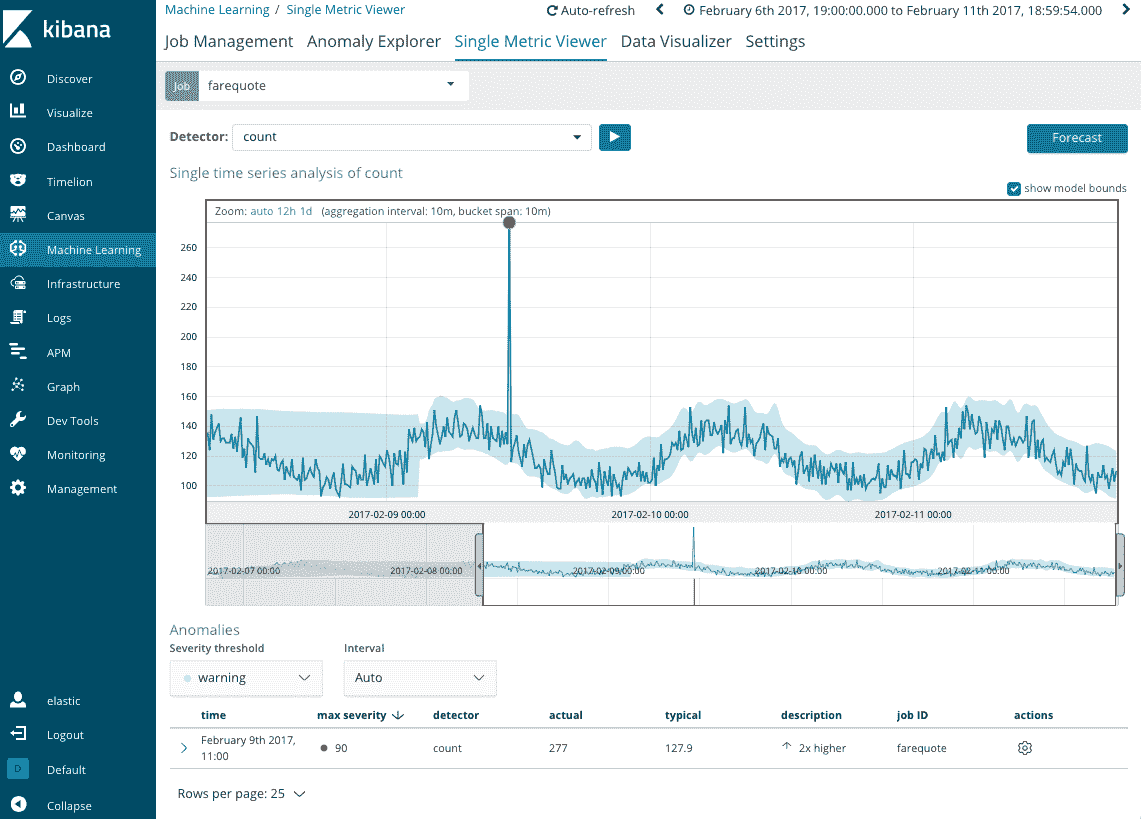 kibana
Discover
Visualize
Dashboard
Timelion
Canvas
Machine Learning
Infrastructure
Logs
APM
Graph
Dev Tools
Monitoring
Management
elastic
Logout
D Default
Collapse
Machine Learning / Single Metric Viewer
Auto-refresh
February 6th 2017, 19:00:00.000 to February 11th 2017, 18:59:54.000
Job Management Anomaly Explorer Single Metric Viewer Data Visualizer Settings
Job farequote
Detector: count
Forecast
Single time series analysis of count
show model bounds
Zoom: auto 12h 1d (aggregation interval: 10m, bucket span: 10m)
260
240
220
200
180
160
140
120
100
2017-02-09 00:00 2017-02-10 00:00 2017-02-11 00:00
2017-02-07 00:00 2017-02-08 00:00 2017-02-09 00:00 2017-02-10 00:00 2017-02-11 00:00
Anomalies
Severity threshold Interval
warning Auto
time max severity detector actual typical description job ID actions
February 9th 2017,
11:00
90 count 277 127.9 2x higher farequote
Rows per page: 25